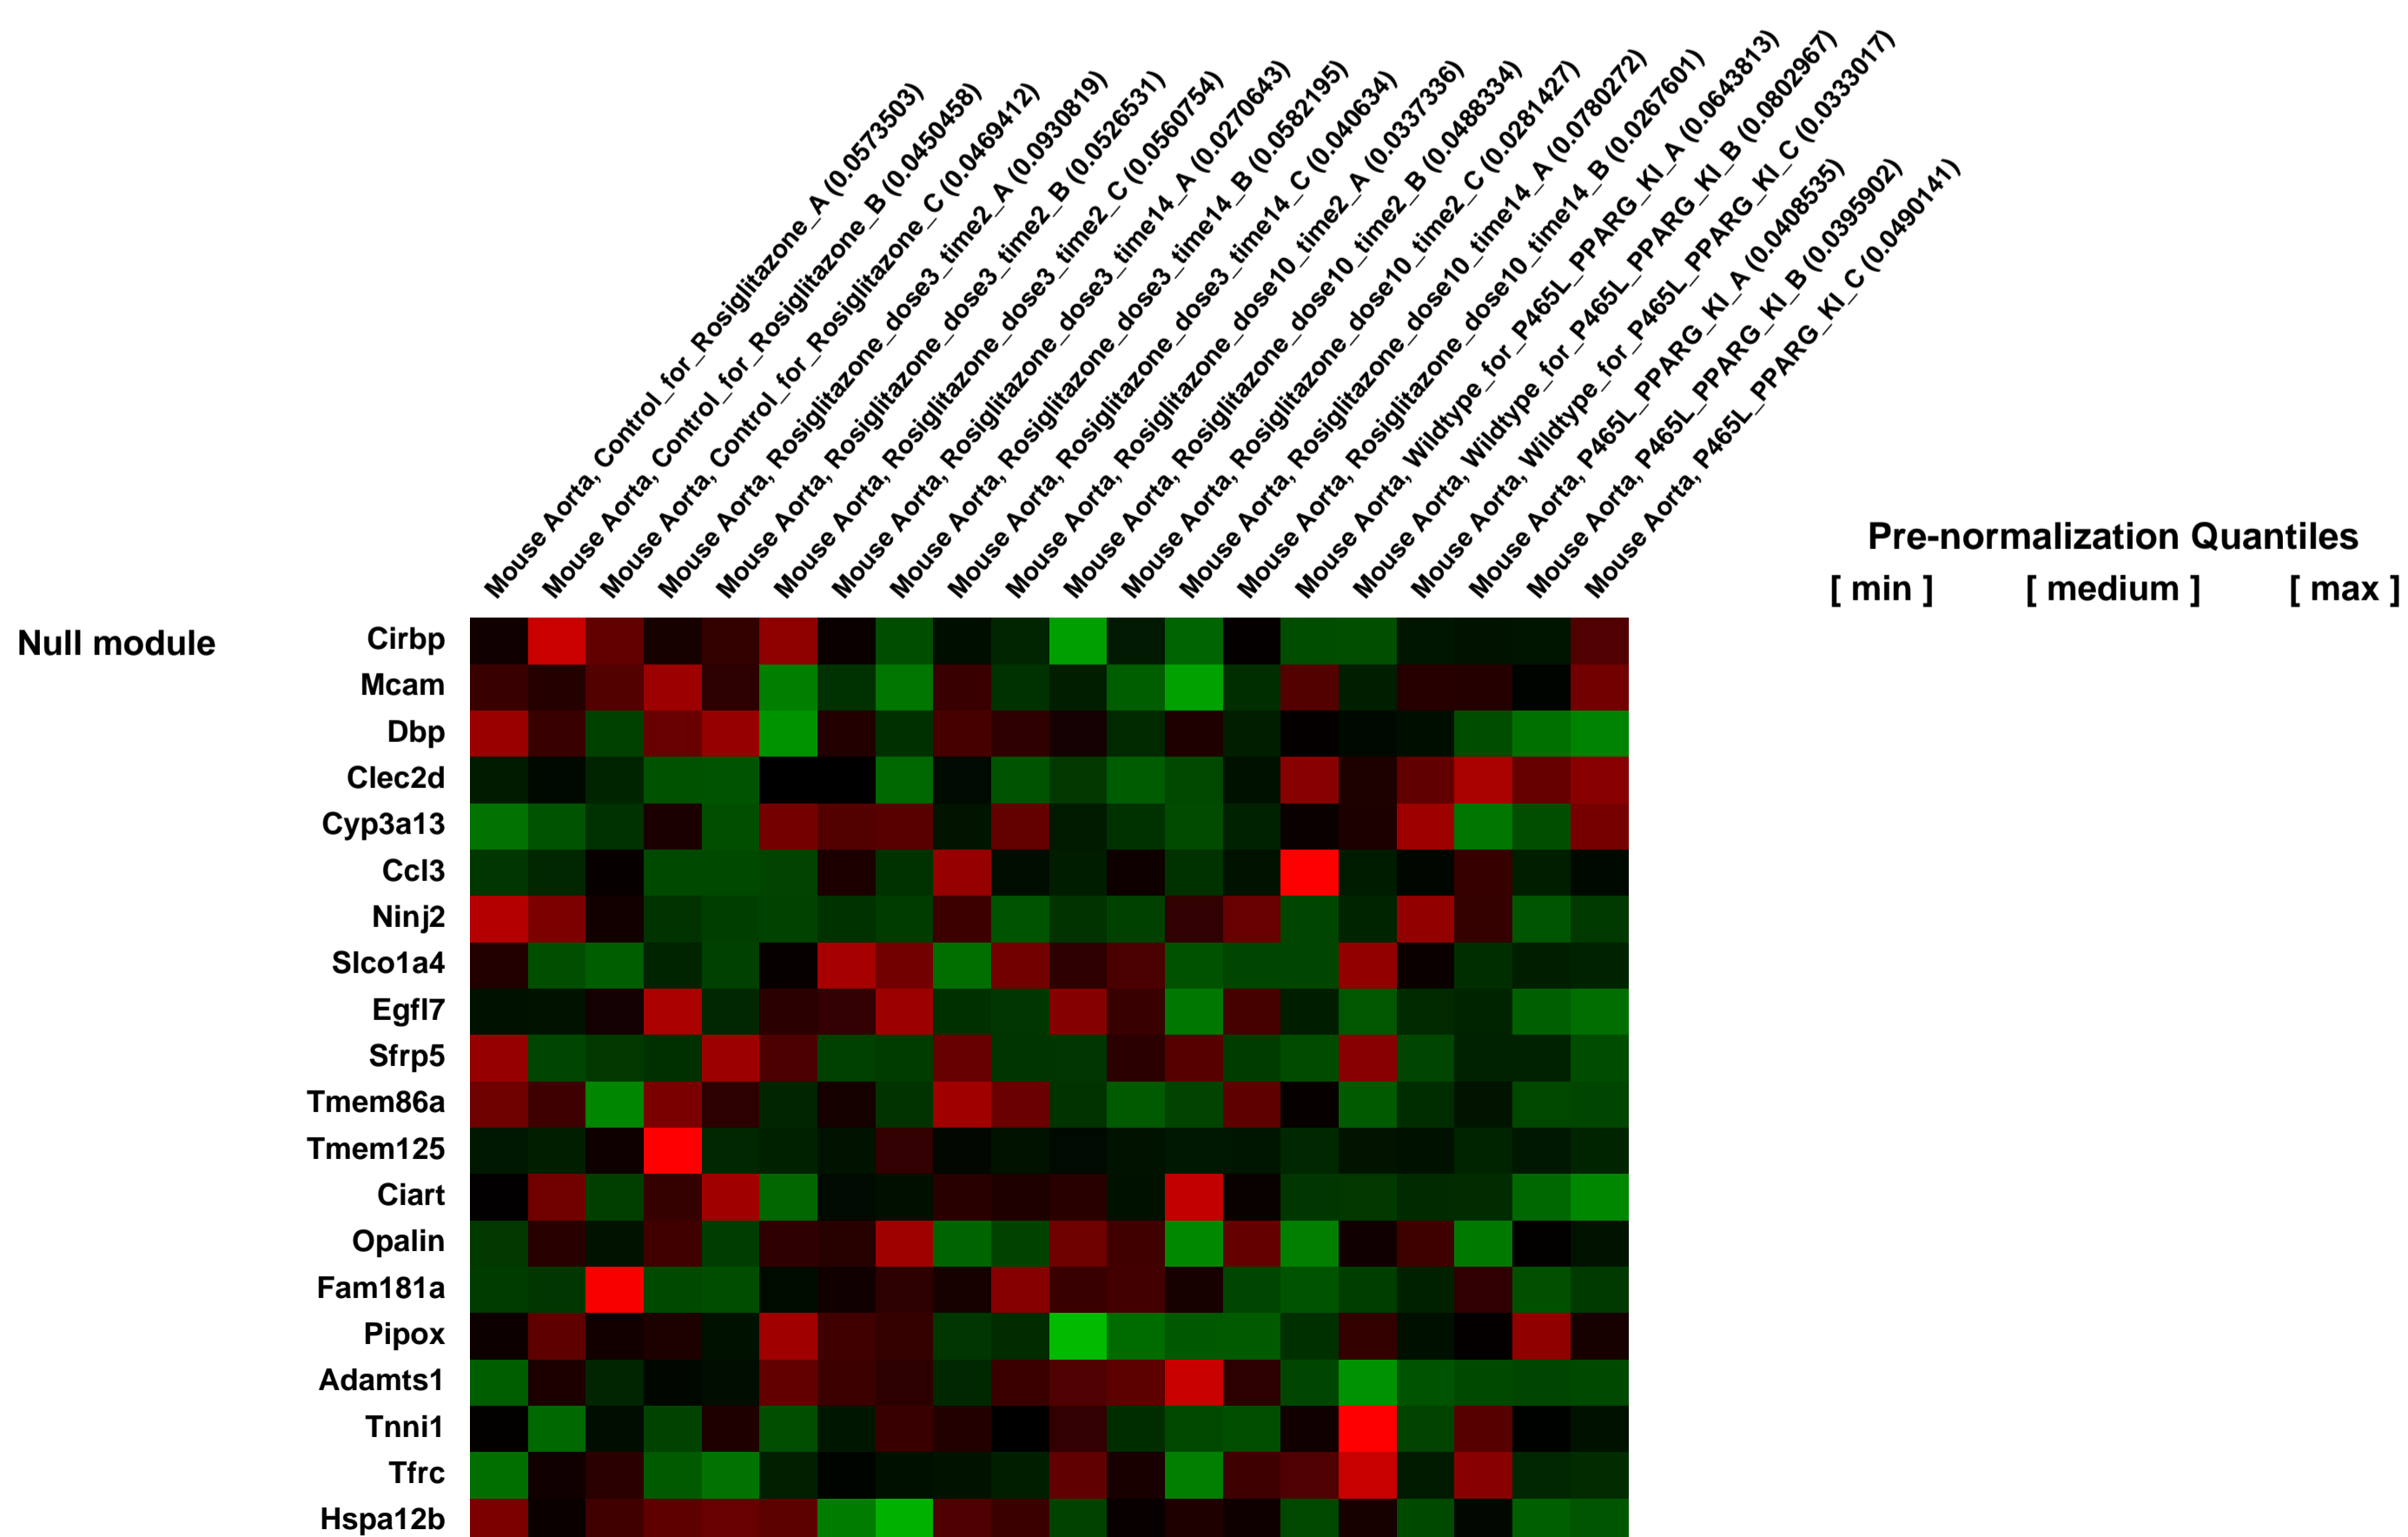 Mouse Aorta, Control_for_Rosiglitazone_A (0.0573503)
Mouse Aorta, Control_for_Rosiglitazone_B (0.0450458)
Mouse Aorta, Control_for_Rosiglitazone_C (0.0469412)
Mouse Aorta, Rosiglitazone_dose3_time2_A (0.0930819)
Mouse Aorta, Rosiglitazone_dose3_time2_B (0.0526531)
Mouse Aorta, Rosiglitazone_dose3_time2_C (0.0560754)
Mouse Aorta, Rosiglitazone_dose3_time14_A (0.0270643)
Mouse Aorta, Rosiglitazone_dose3_time14_B (0.0582195)
Mouse Aorta, Rosiglitazone_dose3_time14_C (0.040634)
Mouse Aorta, Rosiglitazone_dose10_time2_A (0.0337336)
Mouse Aorta, Rosiglitazone_dose10_time2_B (0.0488334)
Mouse Aorta, Rosiglitazone_dose10_time2_C (0.0281427)
Mouse Aorta, Rosiglitazone_dose10_time14_A (0.0780272)
Mouse Aorta, Rosiglitazone_dose10_time14_B (0.0267601)
Mouse Aorta, Wildtype_for_P465L_PPARG_KI_A (0.0643813)
Mouse Aorta, Wildtype_for_P465L_PPARG_KI_B (0.0802967)
Mouse Aorta, Wildtype_for_P465L_PPARG_KI_C (0.0333017)
Mouse Aorta, P465L_PPARG_KI_A (0.0408535)
Mouse Aorta, P465L_PPARG_KI_B (0.0395902)
Mouse Aorta, P465L_PPARG_KI_C (0.0490141)
Pre-normalization Quantiles
[ min ] [ medium ] [ max ]
Null module
Cirbp
Mcam
Dbp
Clec2d
Cyp3a13
Ccl3
Ninj2
Slco1a4
Egfl7
Sfrp5
Tmem86a
Tmem125
Ciart
Opalin
Fam181a
Pipox
Adamts1
Tnni1
Tfrc
Hspa12b